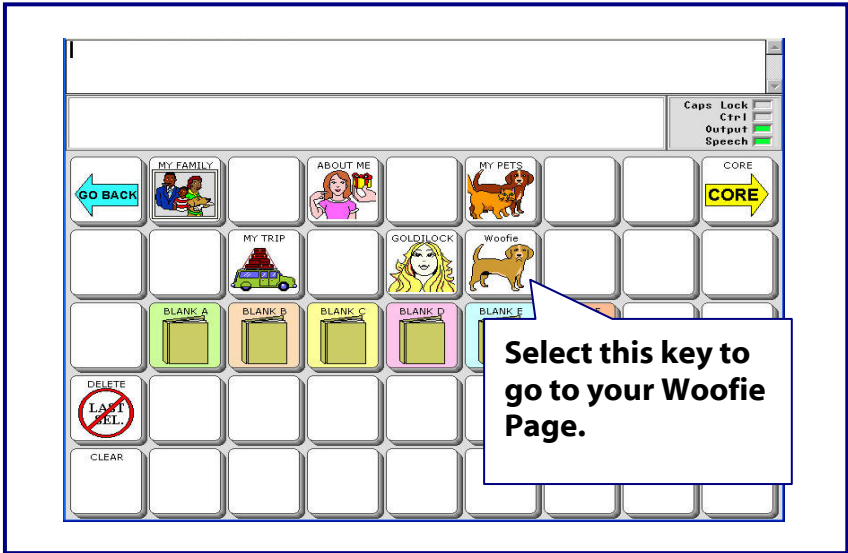 Caps Lock
Ctrl
Output
Speech
GO BACK
MY FAMILY
ABOUT ME
MY PETS
CORE
CORE
MY TRIP
GOLDILOCK
Woofie
BLANK A
BLANK B
BLANK C
BLANK D
BLANK E
Select this key to
go to your Woofie
Page.
DELETE
LAST
SEL.
CLEAR